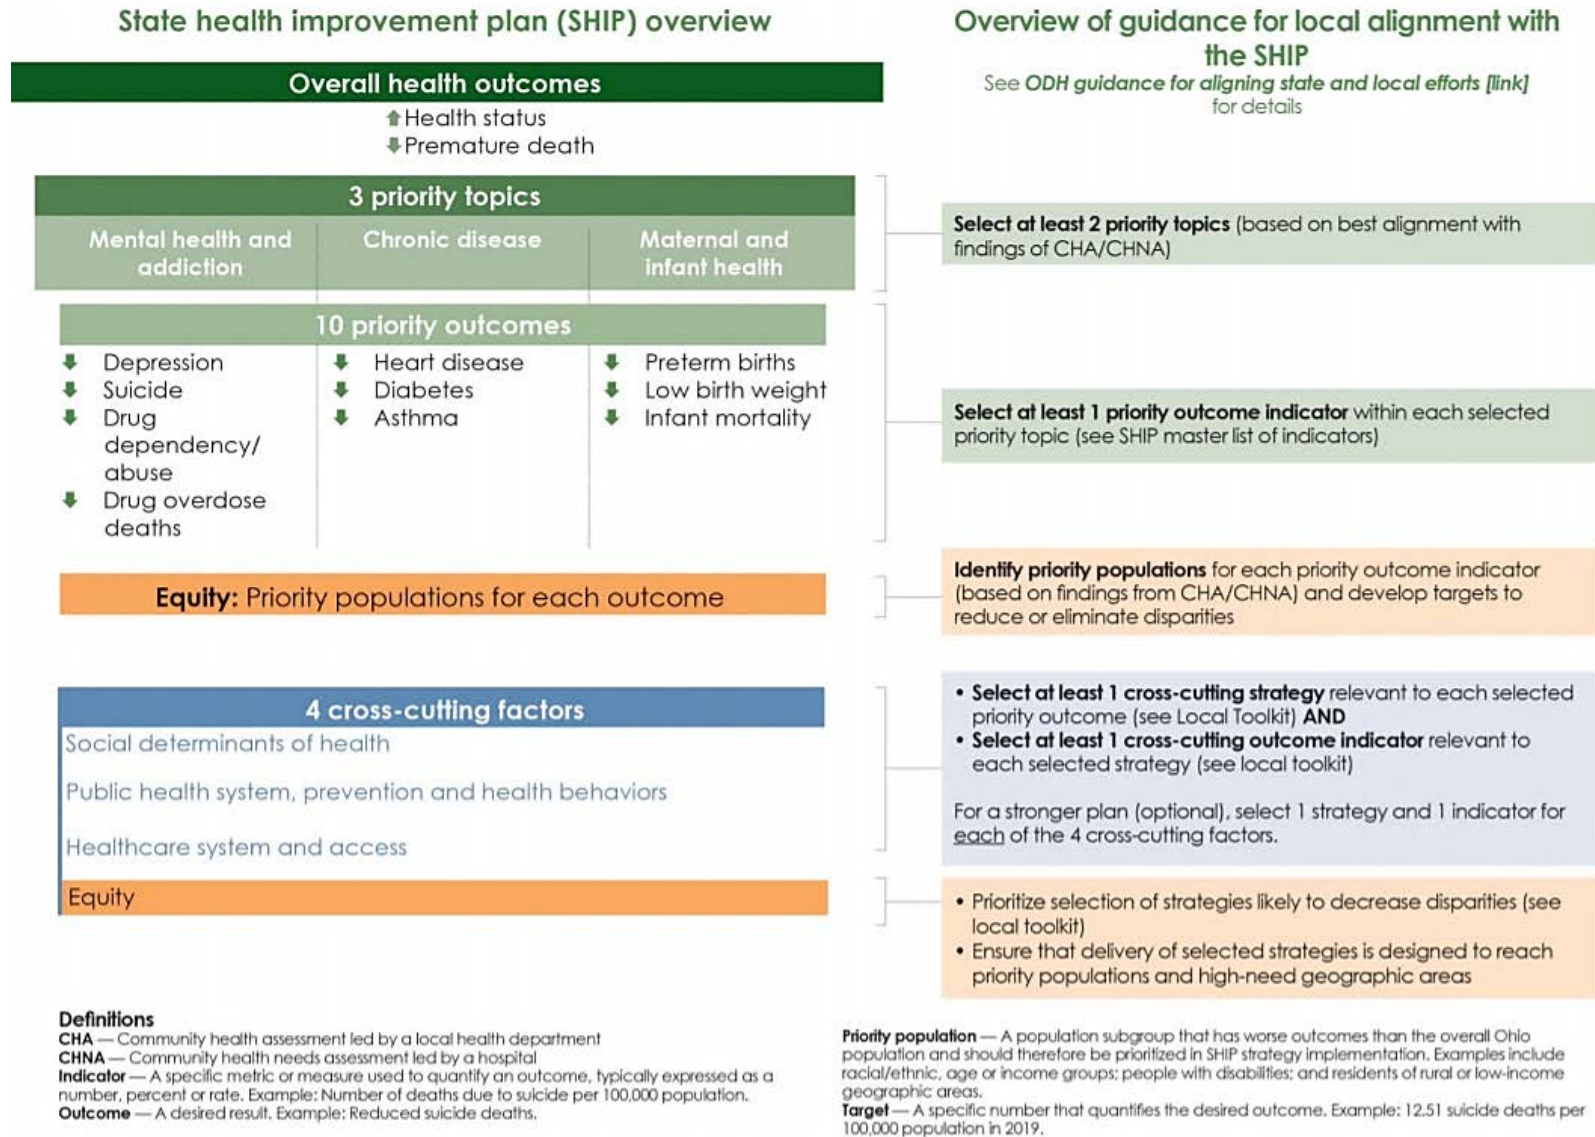 State health improvement plan (SHIP) overview
Overall health outcomes
Health status
Premature death
3 priority topics
Mental health and
addiction
Chronic disease
Maternal and
infant health
10 priority outcomes
Depression
Suicide
Drug
dependency/
abuse
Drug overdose
deaths
Heart disease
Diabetes
Asthma
Preterm births
Low birth weight
Infant mortality
Equity: Priority populations for each outcome
4 cross-cutting factors
Social determinants of health
Public health system, prevention and health behaviors
Healthcare system and access
Equity
Overview of guidance for local alignment with
the SHIP
See ODH guidance for aligning state and local efforts [link]
for details
Select at least 2 priority topics (based on best alignment with
findings of CHA/CHNA)
Select at least 1 priority outcome indicator within each selected
priority topic (see SHIP master list of indicators)
Identify priority populations for each priority outcome indicator
(based on findings from CHA/CHNA) and develop targets to
reduce or eliminate disparities
• Select at least 1 cross-cutting strategy relevant to each selected
priority outcome (see Local Toolkit) AND
• Select at least 1 cross-cutting outcome indicator relevant to
each selected strategy (see local toolkit)
For a stronger plan (optional), select 1 strategy and 1 indicator for
each of the 4 cross-cutting factors.
• Prioritize selection of strategies likely to decrease disparities (see
local toolkit)
• Ensure that delivery of selected strategies is designed to reach
priority populations and high-need geographic areas
Definitions
CHA — Community health assessment led by a local health department
CHNA — Community health needs assessment led by a hospital
Indicator — A specific metric or measure used to quantify an outcome, typically expressed as a
number, percent or rate. Example: Number of deaths due to suicide per 100,000 population.
Outcome — A desired result. Example: Reduced suicide deaths.
Priority population — A population subgroup that has worse outcomes than the overall Ohio
population and should therefore be prioritized in SHIP strategy implementation. Examples include
racial/ethnic, age or income groups; people with disabilities; and residents of rural or low-income
geographic areas.
Target — A specific number that quantifies the desired outcome. Example: 12.51 suicide deaths per
100,000 population in 2019.